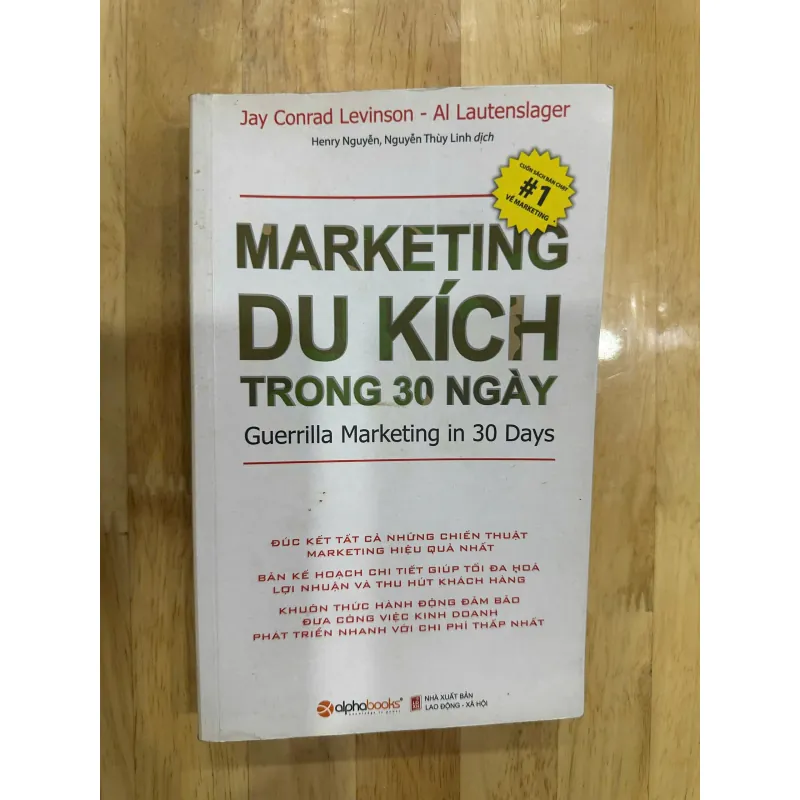 Jay Conrad Levinson - Al Lautenslager
Henry Nguyễn, Nguyễn Thùy Linh dịch
CUỐN SÁCH BÁN CHẠY
#1
VỀ MARKETING
MARKETING
DU KÍCH
TRONG 30 NGÀY
Guerrilla Marketing in 30 Days
ĐÚC KẾT TẤT CẢ NHỮNG CHIẾN THUẬT
MARKETING HIỆU QUẢ NHẤT
BẢN KẾ HOẠCH CHI TIẾT GIÚP TỐI ĐA HOÁ
LỢI NHUẬN VÀ THU HÚT KHÁCH HÀNG
KHUÔN THỨC HÀNH ĐỘNG ĐẢM BẢO
ĐƯA CÔNG VIỆC KINH DOANH
PHÁT TRIỂN NHANH VỚI CHI PHÍ THẤP NHẤT
alphabooks
knowledge is power
NHÀ XUẤT BẢN
LAO ĐỘNG - XÃ HỘI